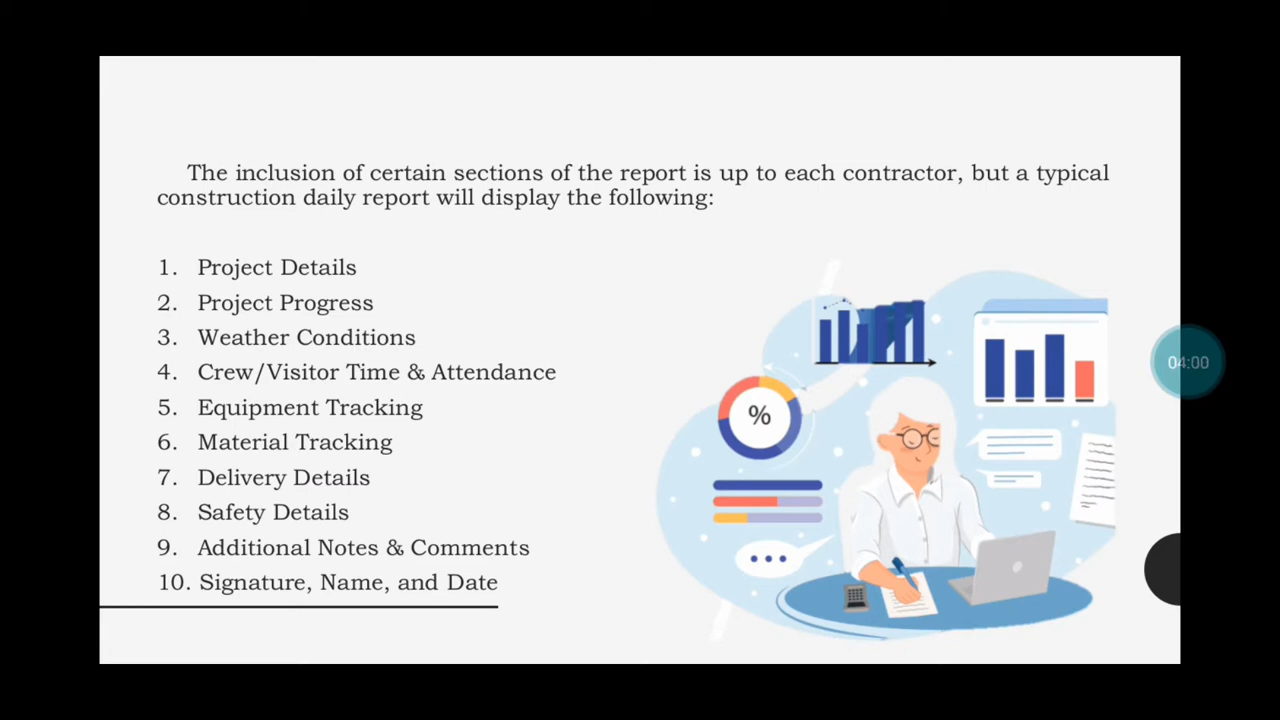 The inclusion of certain sections of the report is up to each contractor, but a typical
construction daily report will display the following:
1. Project Details
2. Project Progress
3. Weather Conditions
4. Crew/Visitor Time & Attendance
5. Equipment Tracking
6. Material Tracking
7. Delivery Details
8. Safety Details
9. Additional Notes & Comments
10. Signature, Name, and Date
%
04:00